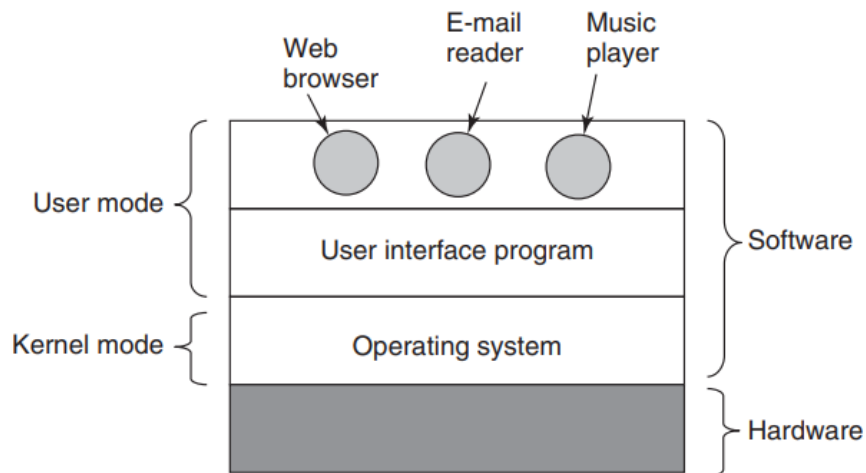 Web
browser
E-mail
reader
Music
player
User mode
User interface program
Software
Kernel mode
Operating system
Hardware